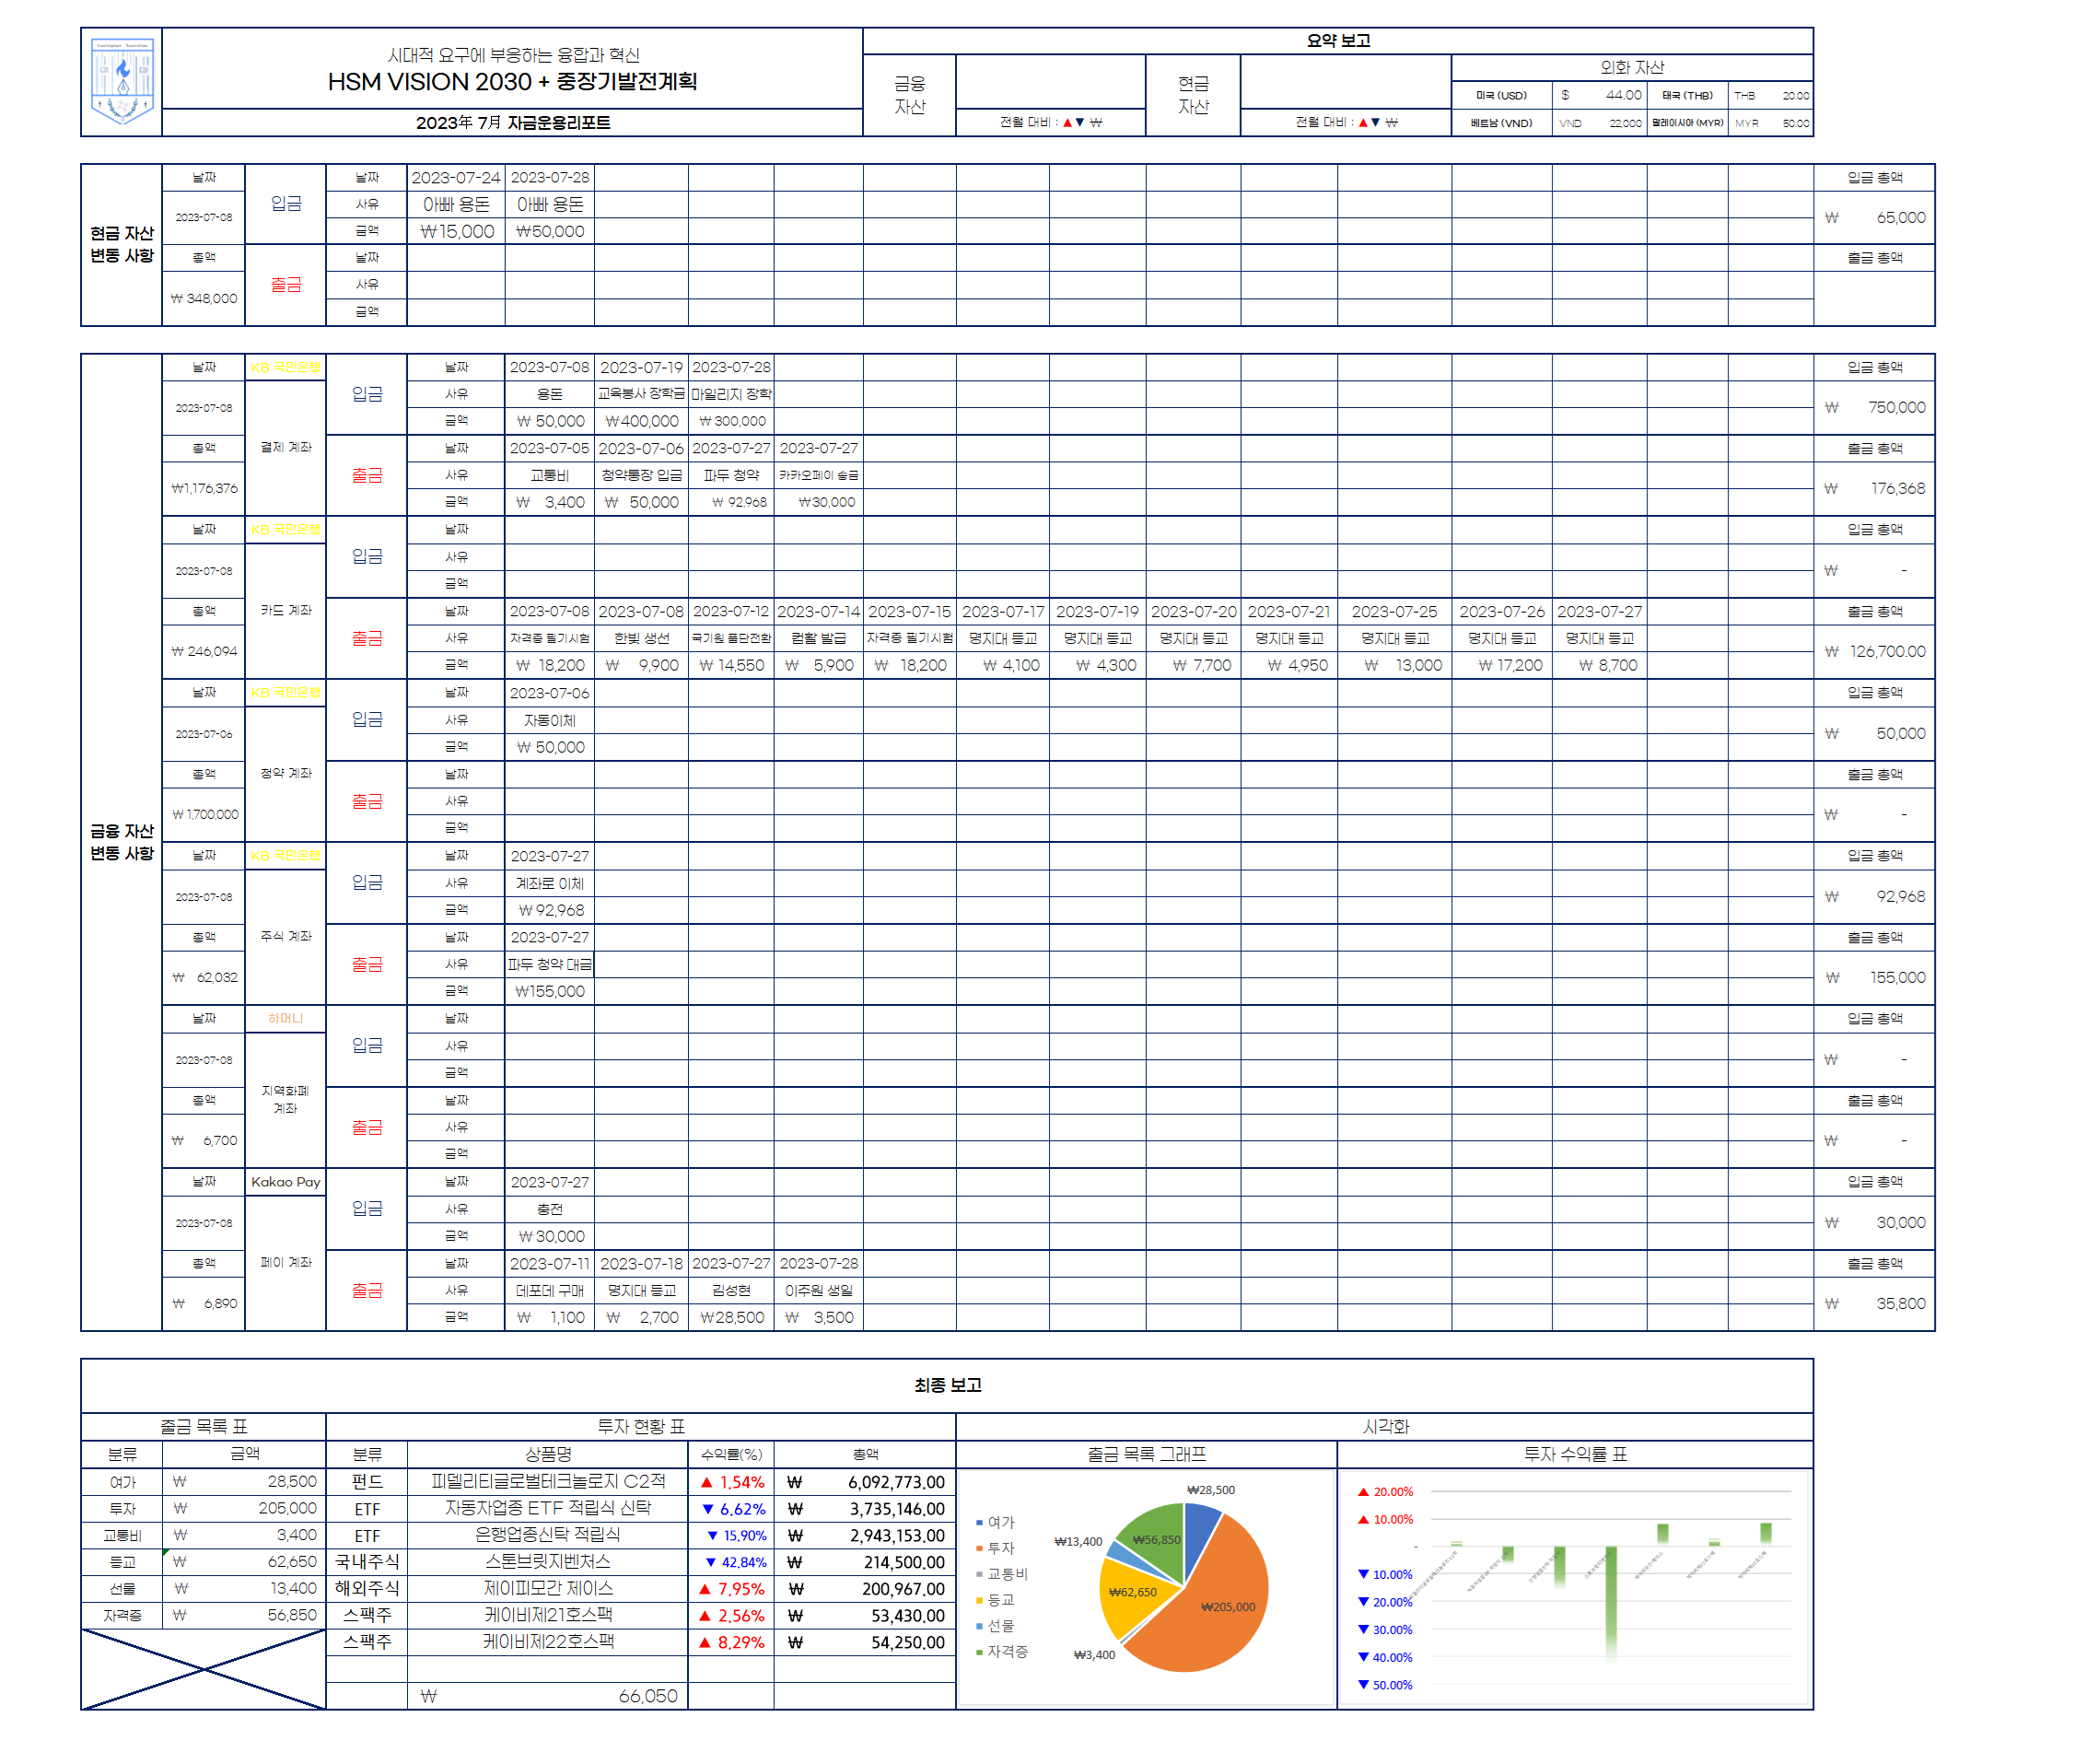 시대적 요구에 부응하는 융합과 혁신
HSM VISION 2030 + 중장기발전계획
2023年 7月 자금운용리포트
요약 보고
금융 자산
전월 대비 : ▲▼ ₩
현금 자산
전월 대비 : ▲▼ ₩
외화 자산
미국 (USD) $ 44.00 태국 (THB) THB 20.00
베트남 (VND) VND 22,000 말레이시아 (MYR) MYR 50.00
현금 자산 변동 사항
날짜 입금 날짜 2023-07-24 2023-07-28 입금 총액
2023-07-08 사유 아빠 용돈 아빠 용돈 ₩ 65,000
금액 ₩15,000 ₩50,000
총액 출금 날짜 출금 총액
₩ 348,000 사유
금액
금융 자산 변동 사항
날짜 KB 국민은행 입금 날짜 2023-07-08 2023-07-19 2023-07-28 입금 총액
2023-07-08 결제 계좌 사유 용돈 교육봉사 장학금 마일리지 장학 ₩ 750,000
금액 ₩ 50,000 ₩400,000 ₩ 300,000
총액 출금 날짜 2023-07-05 2023-07-06 2023-07-27 2023-07-27 출금 총액
₩1,176,376 사유 교통비 청약통장 입금 파두 청약 카카오페이 송금 ₩ 176,368
금액 ₩ 3,400 ₩ 50,000 ₩ 92,968 ₩30,000
날짜 KB 국민은행 입금 날짜 입금 총액
2023-07-08 카드 계좌 사유 ₩ -
금액
총액 출금 날짜 2023-07-08 2023-07-08 2023-07-12 2023-07-14 2023-07-15 2023-07-17 2023-07-19 2023-07-20 2023-07-21 2023-07-25 2023-07-26 2023-07-27 출금 총액
₩ 246,094 사유 자격증 필기시험 한빛 생선 국기원 품단전환 컴활 발급 자격증 필기시험 명지대 등교 명지대 등교 명지대 등교 명지대 등교 명지대 등교 명지대 등교 명지대 등교 ₩ 126,700.00
금액 ₩ 18,200 ₩ 9,900 ₩ 14,550 ₩ 5,900 ₩ 18,200 ₩ 4,100 ₩ 4,300 ₩ 7,700 ₩ 4,950 ₩ 13,000 ₩ 17,200 ₩ 8,700
날짜 KB 국민은행 입금 날짜 2023-07-06 입금 총액
2023-07-06 청약 계좌 사유 자동이체 ₩ 50,000
금액 ₩ 50,000
총액 출금 날짜 출금 총액
₩ 1,700,000 사유 ₩ -
금액
날짜 KB 국민은행 입금 날짜 2023-07-27 입금 총액
2023-07-08 주식 계좌 사유 계좌로 이체 ₩ 92,968
금액 ₩ 92,968
총액 출금 날짜 2023-07-27 출금 총액
₩ 62,032 사유 파두 청약 대금 ₩ 155,000
금액 ₩155,000
날짜 하머니 입금 날짜 입금 총액
2023-07-08 지역화폐 계좌 사유 ₩ -
금액
총액 출금 날짜 출금 총액
₩ 6,700 사유 ₩ -
금액
날짜 Kakao Pay 입금 날짜 2023-07-27 입금 총액
2023-07-08 페이 계좌 사유 충전 ₩ 30,000
금액 ₩ 30,000
총액 출금 날짜 2023-07-11 2023-07-18 2023-07-27 2023-07-28 출금 총액
₩ 6,890 사유 데포데 구매 명지대 등교 김성현 이주원 생일 ₩ 35,800
금액 ₩ 1,100 ₩ 2,700 ₩28,500 ₩ 3,500
최종 보고
출금 목록 표 투자 현황 표 시각화
분류 금액 분류 상품명 수익률(%) 총액 출금 목록 그래프 투자 수익률 표
여가 ₩ 28,500 펀드 피델리티글로벌테크놀로지 C2적 ▲ 1.54% ₩ 6,092,773.00
투자 ₩ 205,000 ETF 자동차업종 ETF 적립식 신탁 ▼ 6.62% ₩ 3,735,146.00
교통비 ₩ 3,400 ETF 은행업종신탁 적립식 ▼ 15.90% ₩ 2,943,153.00
등교 ₩ 62,650 국내주식 스톤브릿지벤처스 ▼ 42.84% ₩ 214,500.00
선물 ₩ 13,400 해외주식 제이피모간 체이스 ▲ 7.95% ₩ 200,967.00
자격증 ₩ 56,850 스팩주 케이비제21호스팩 ▲ 2.56% ₩ 53,430.00
스팩주 케이비제22호스팩 ▲ 8.29% ₩ 54,250.00
₩ 66,050
여가
투자
교통비
등교
선물
자격증
₩28,500
₩205,000
₩3,400
₩62,650
₩13,400
₩56,850
▲ 20.00%
▲ 10.00%
-
▼ 10.00%
▼ 20.00%
▼ 30.00%
▼ 40.00%
▼ 50.00%